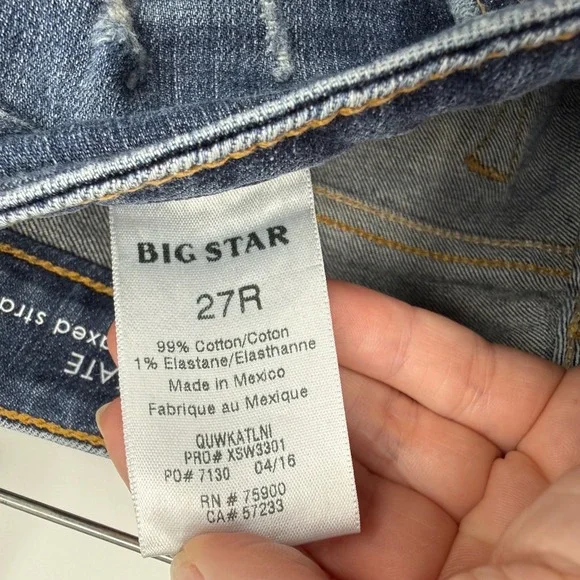 BIG STAR
27R
99% Cotton/Coton
1% Elastane/Elasthanne
Made in Mexico
Fabrique au Mexique
QUWKATLNI
PRO# XSW3301
PO# 7130 04/16
RN # 75900
CA# 57233